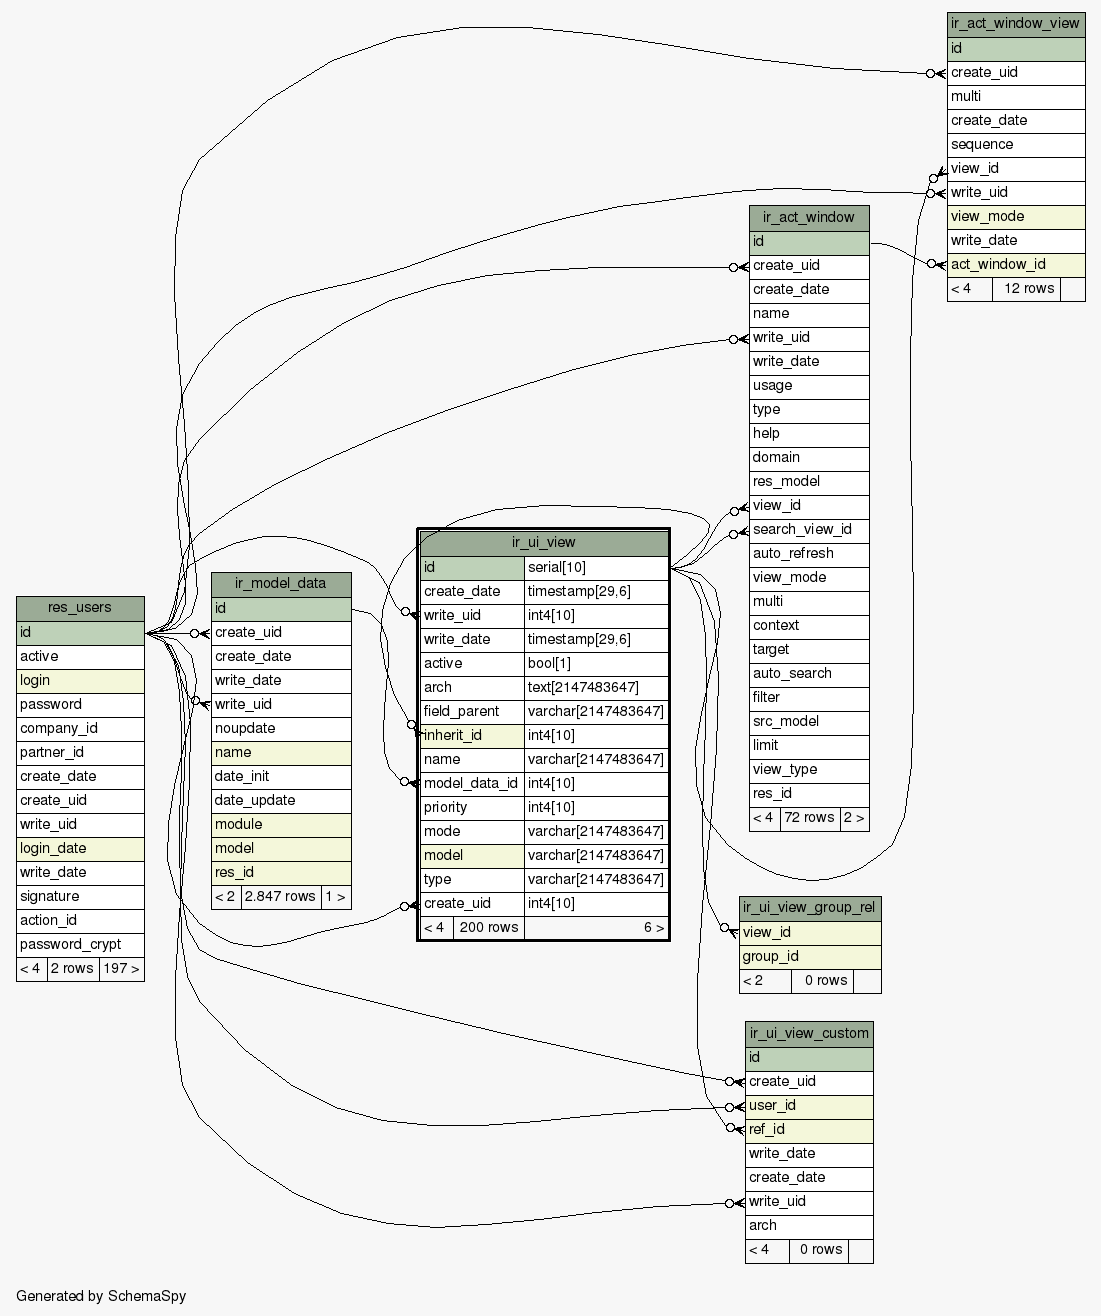 ir_act_window_view
id
create_uid
multi
create_date
sequence
view_id
write_uid
view_mode
write_date
act_window_id
< 4 12 rows
ir_act_window
id
create_uid
create_date
name
write_uid
write_date
usage
type
help
domain
res_model
view_id
search_view_id
auto_refresh
view_mode
multi
context
target
auto_search
filter
src_model
limit
view_type
res_id
< 4 72 rows 2 >
ir_ui_view
id serial[10]
create_date timestamp[29,6]
write_uid int4[10]
write_date timestamp[29,6]
active bool[1]
arch text[2147483647]
field_parent varchar[2147483647]
inherit_id int4[10]
name varchar[2147483647]
model_data_id int4[10]
priority int4[10]
mode varchar[2147483647]
model varchar[2147483647]
type varchar[2147483647]
create_uid int4[10]
< 4 200 rows 6 >
ir_model_data
id
create_uid
create_date
write_date
write_uid
noupdate
name
date_init
date_update
module
model
res_id
< 2 2.847 rows 1 >
res_users
id
active
login
password
company_id
partner_id
create_date
create_uid
write_uid
login_date
write_date
signature
action_id
password_crypt
< 4 2 rows 197 >
ir_ui_view_group_rel
view_id
group_id
< 2 0 rows
ir_ui_view_custom
id
create_uid
user_id
ref_id
write_date
create_date
write_uid
arch
< 4 0 rows
Generated by SchemaSpy